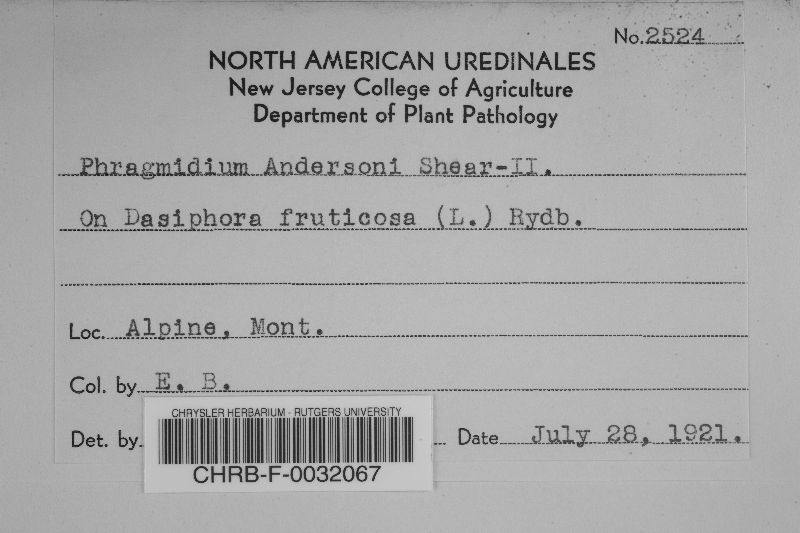 No. 2524
NORTH AMERICAN UREDINALES
New Jersey College of Agriculture
Department of Plant Pathology
Phragmidium Andersoni Shear-II.
On Dasiphora fruticosa (L.) Rydb.
Loc. Alpine, Mont.
Col. by E. B.
Det. by
Date July 28, 1921.
CHRYSLER HERBARIUM - RUTGERS UNIVERSITY
CHRB-F-0032067